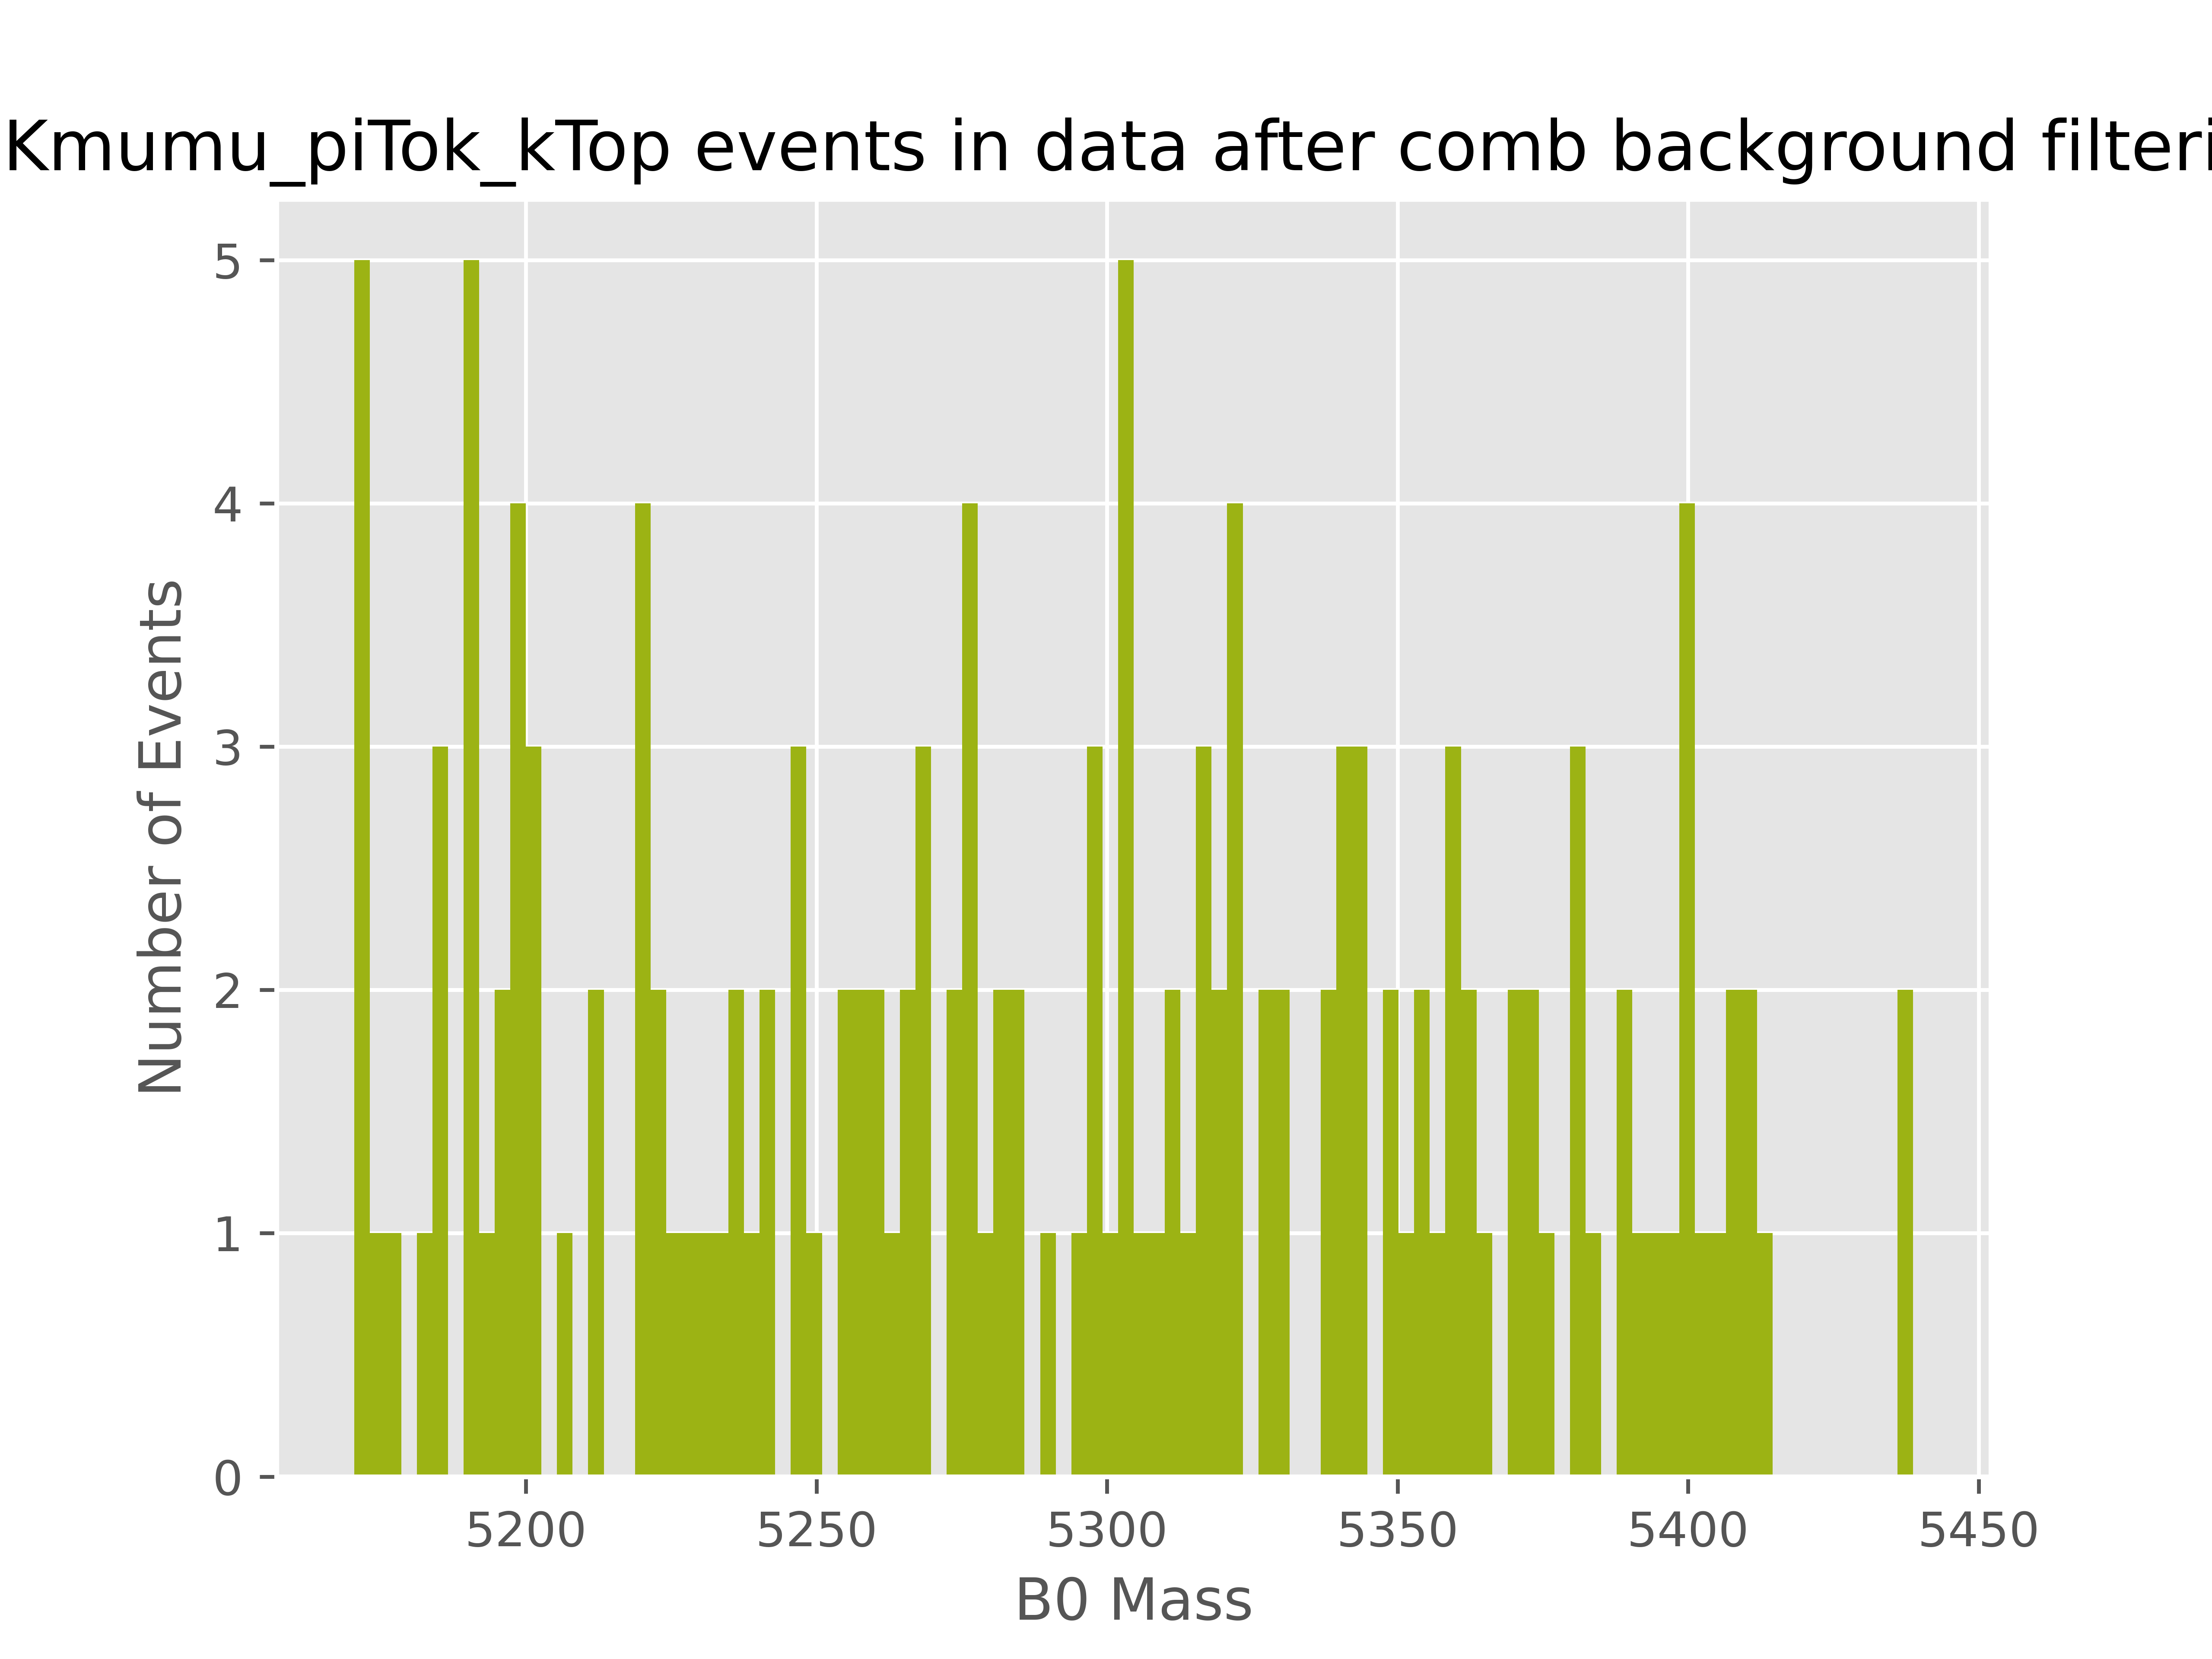 Kmumu_piTok_kTop events in data after comb background filteri
5
4
3
2
1
0
Number of Events
5200 5250 5300 5350 5400 5450
B0 Mass